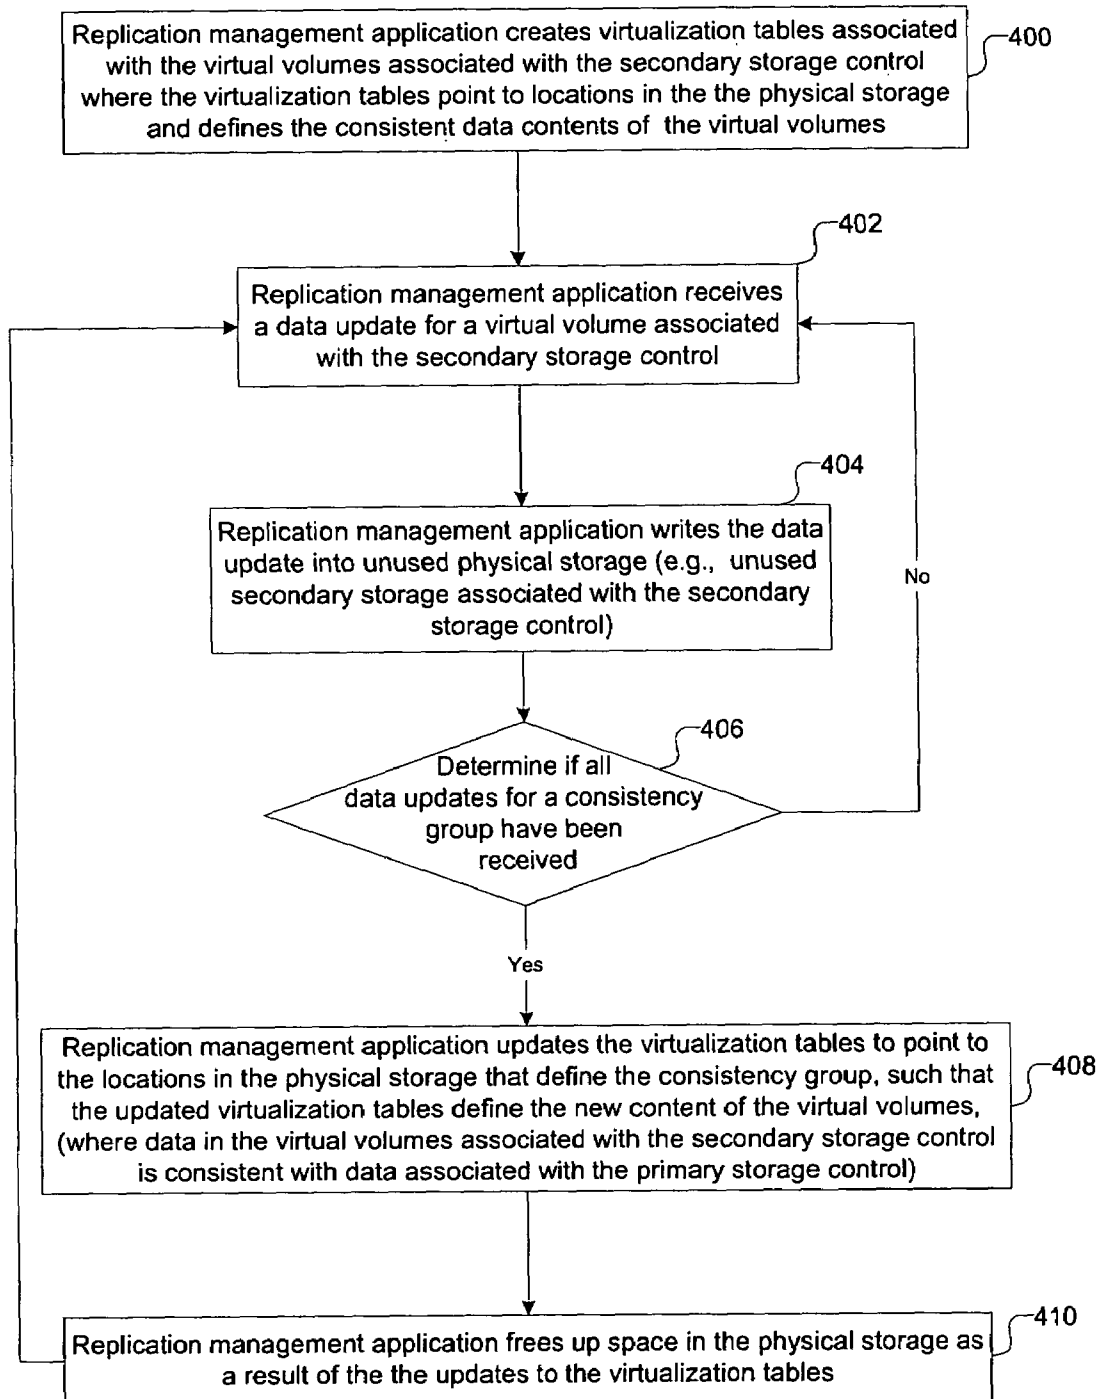 Replication management application creates virtualization tables associated
with the virtual volumes associated with the secondary storage control
where the virtualization tables point to locations in the the physical storage
and defines the consistent data contents of the virtual volumes
400
402
Replication management application receives
a data update for a virtual volume associated
with the secondary storage control
404
Replication management application writes the data
update into unused physical storage (e.g., unused
secondary storage associated with the secondary
storage control)
No
406
Determine if all
data updates for a consistency
group have been
received
Yes
Replication management application updates the virtualization tables to point to
the locations in the physical storage that define the consistency group, such that
the updated virtualization tables define the new content of the virtual volumes,
(where data in the virtual volumes associated with the secondary storage control
is consistent with data associated with the primary storage control)
408
410
Replication management application frees up space in the physical storage as
a result of the the updates to the virtualization tables